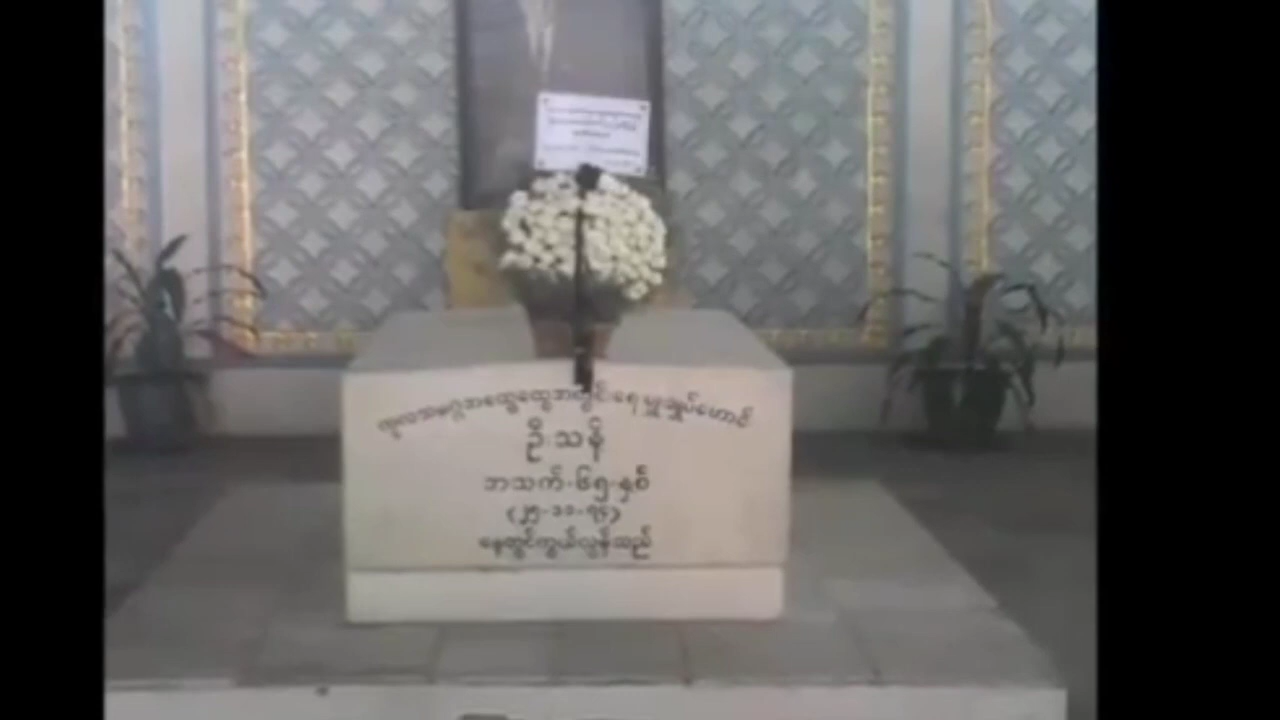 ကုလသမဂ္ဂအထွေထွေအတွင်းရေးမှူးချုပ်ဟောင်း
ဦးသန့်
ဘသက်-၆၅-နှစ်
(၂၅-၁၁-၇၄)
နေ့တွင်ကွယ်လွန်သည်